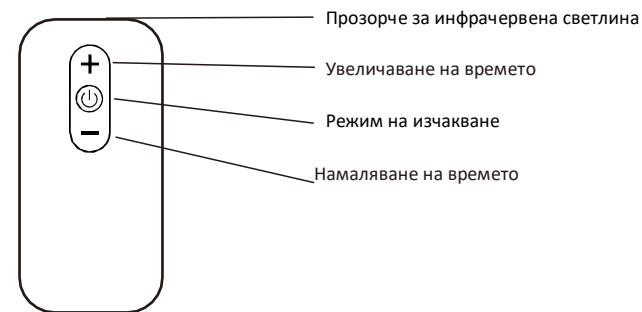 Прозорче за инфрачервена светлина
Увеличаване на времето
Режим на изчакване
Намаляване на времето